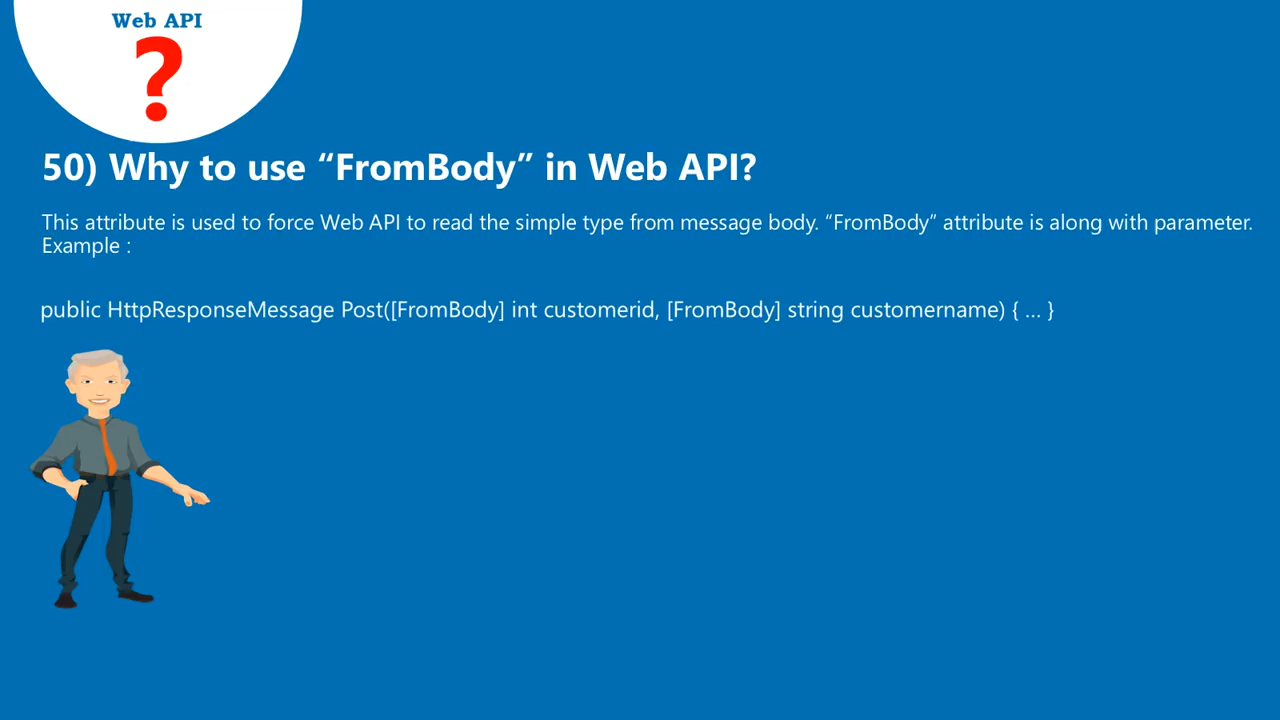 Web API
?
50) Why to use “FromBody” in Web API?
This attribute is used to force Web API to read the simple type from message body. “FromBody” attribute is along with parameter.
Example :
public HttpResponseMessage Post([FromBody] int customerid, [FromBody] string customername) { ... }